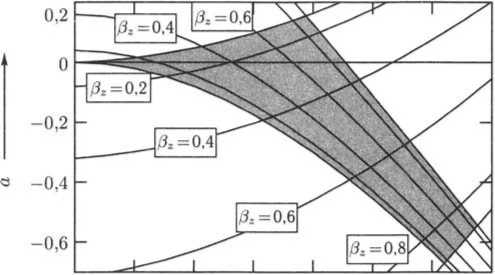 0,2
β_z = 0,4
β_z = 0,6
0
β_z = 0,2
−0,2
β_z = 0,4
a
−0,4
β_z = 0,6
−0,6
β_z = 0,8